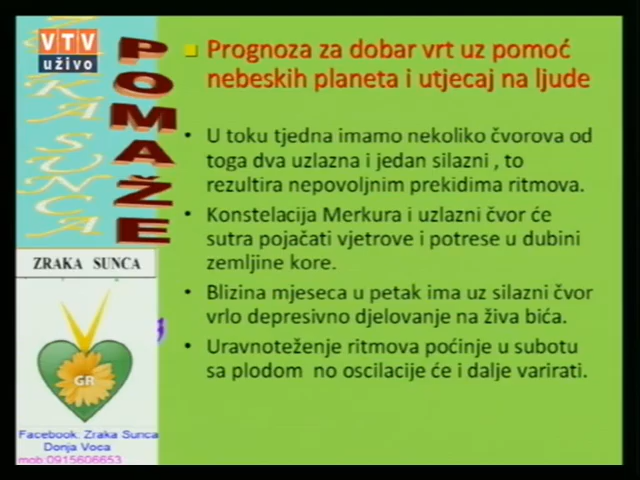 VTV
uživo
ZRAKA SUNCA
POMAŽE
Prognoza za dobar vrt uz pomoć
nebeskih planeta i utjecaj na ljude
• U toku tjedna imamo nekoliko čvorova od
toga dva uzlazna i jedan silazni , to
rezultira nepovoljnim prekidima ritmova.
• Konstelacija Merkura i uzlazni čvor će
sutra pojačati vjetrove i potrese u dubini
zemljine kore.
• Blizina mjeseca u petak ima uz silazni čvor
vrlo depresivno djelovanje na živa bića.
• Uravnoteženje ritmova poćinje u subotu
sa plodom no oscilacije će i dalje varirati.
ZRAKA SUNCA
GR
Facebook: Zraka Sunca
Donja Voca
mob:0915606653